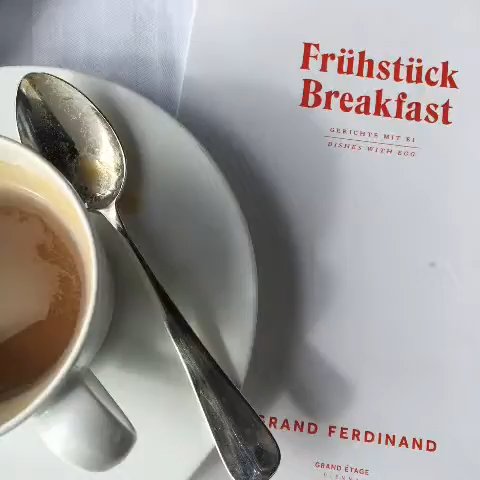 Frühstück
Breakfast
GERICHTE MIT EI
DISHES WITH EGG
GRAND FERDINAND
GRAND ÉTAGE